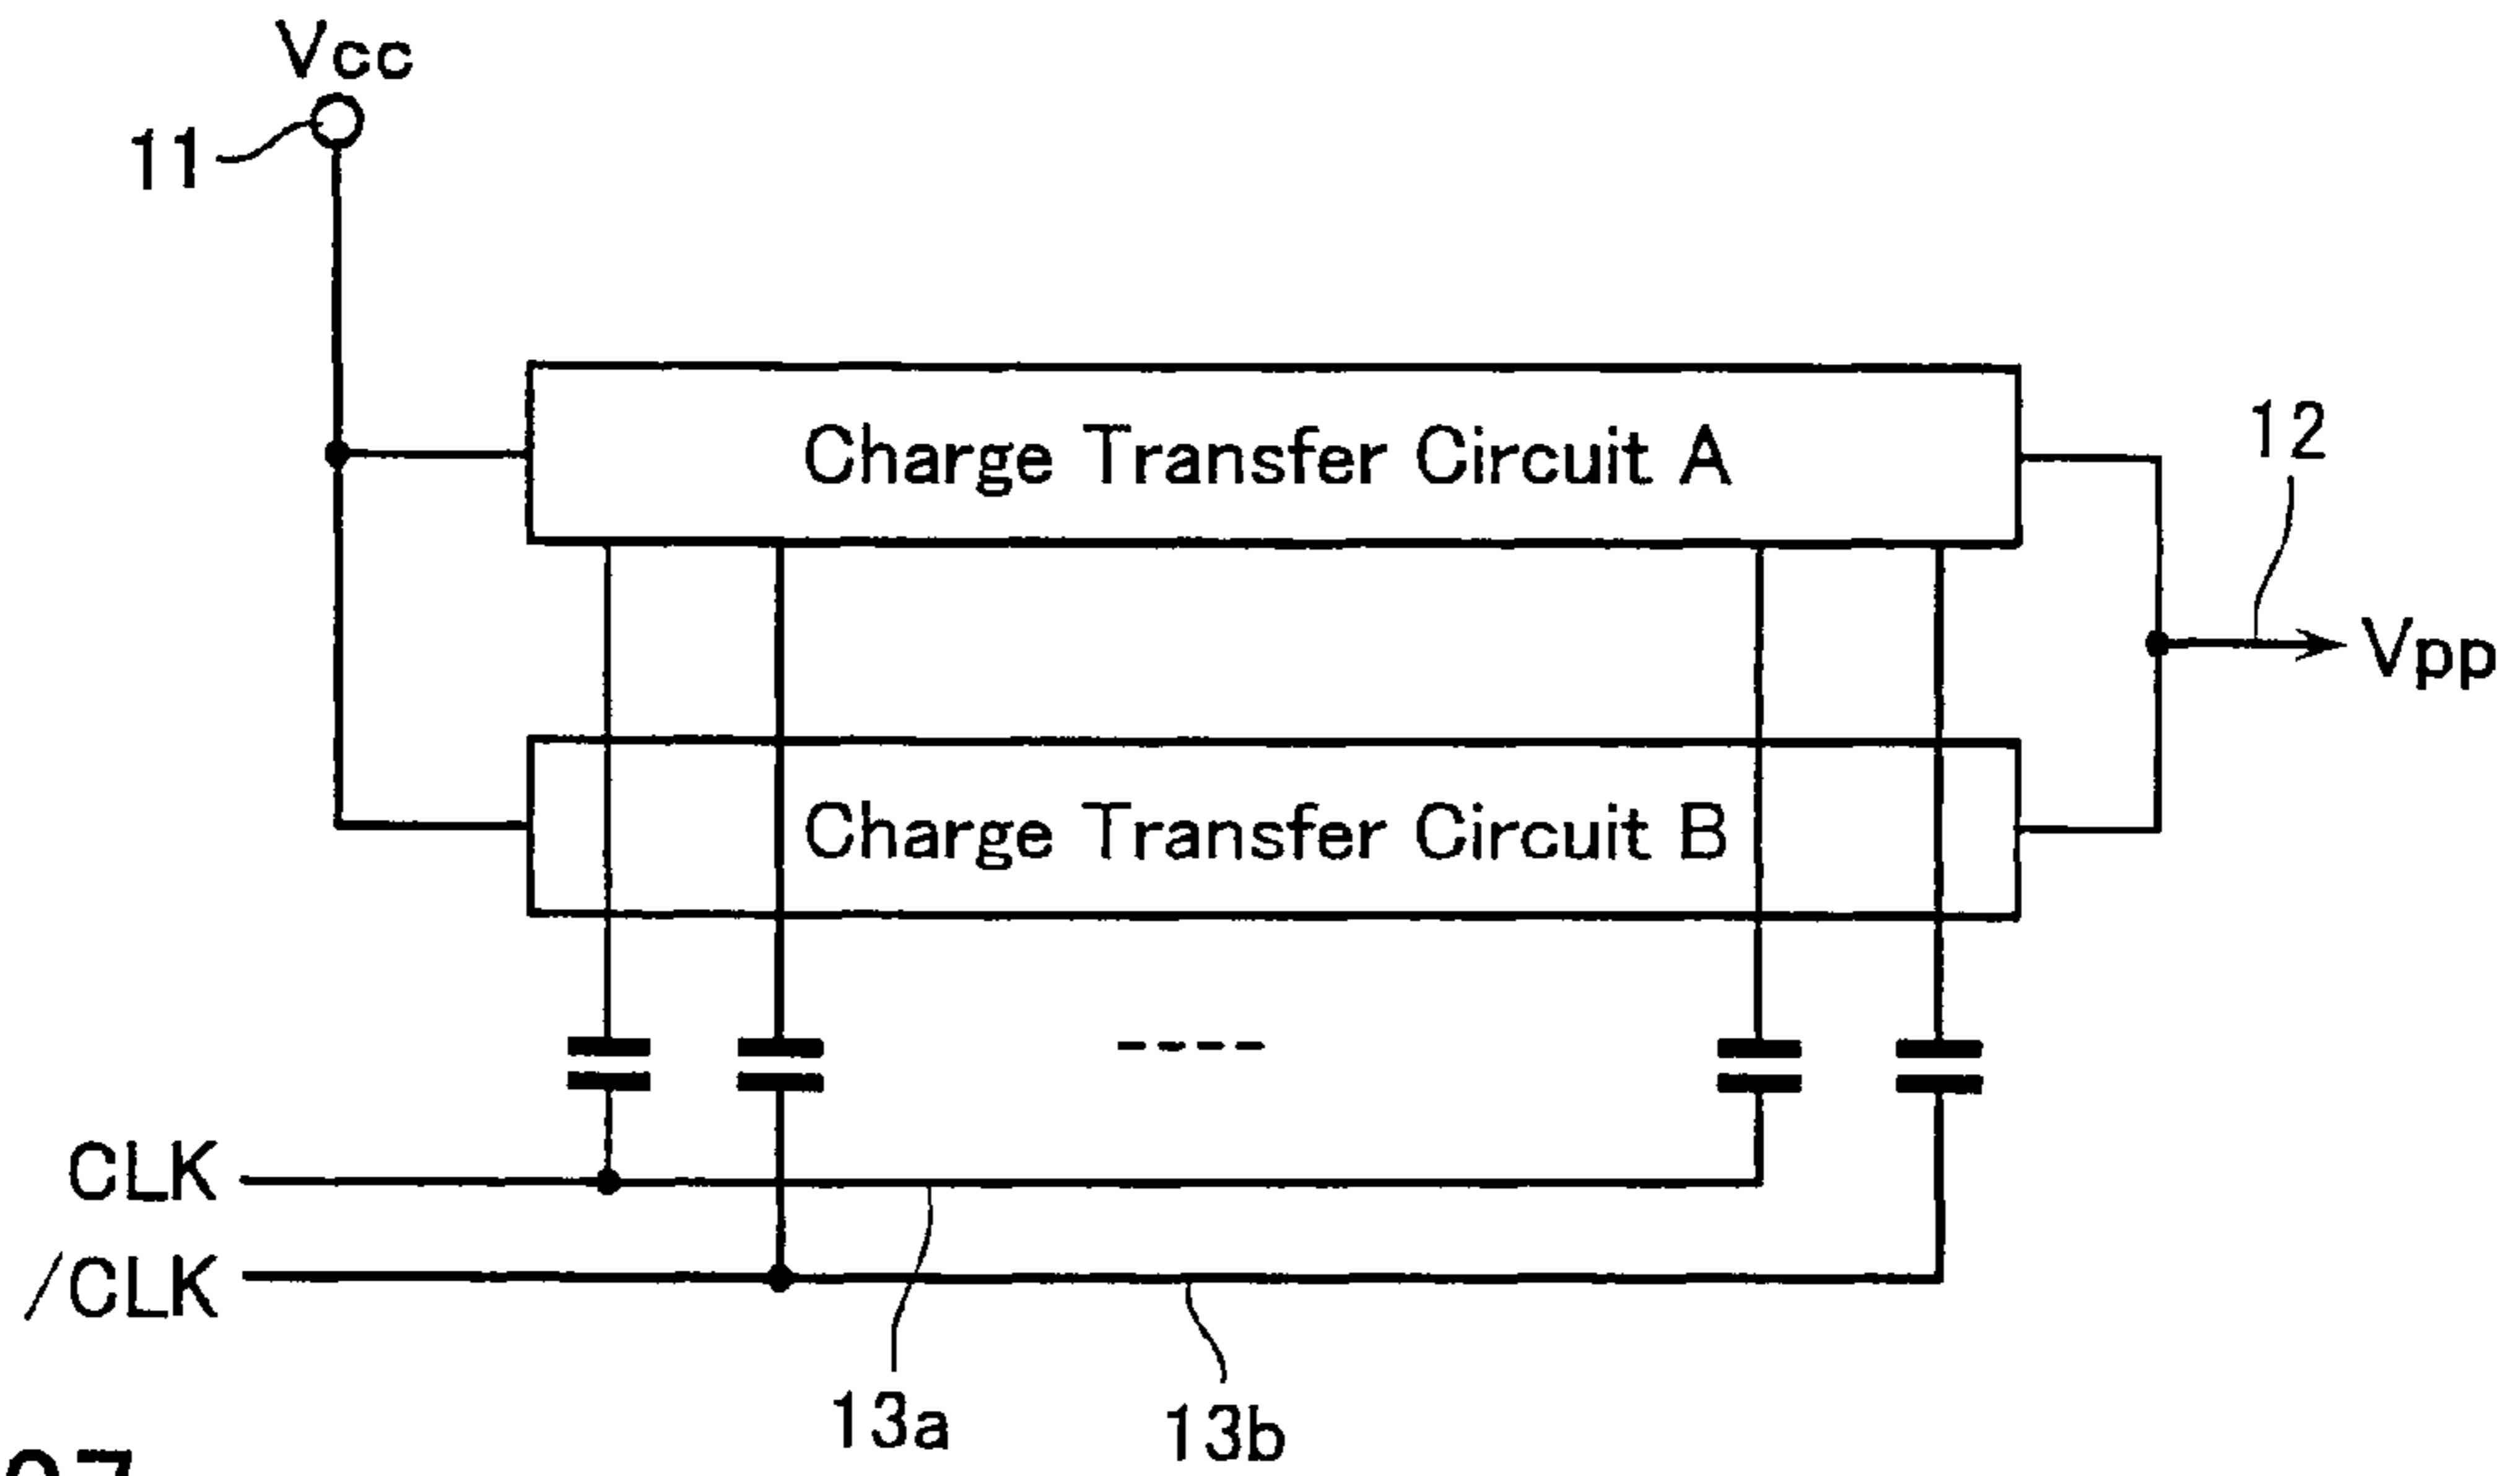 Vcc
11
Charge Transfer Circuit A
12
Vpp
Charge Transfer Circuit B
CLK
/CLK
13a
13b